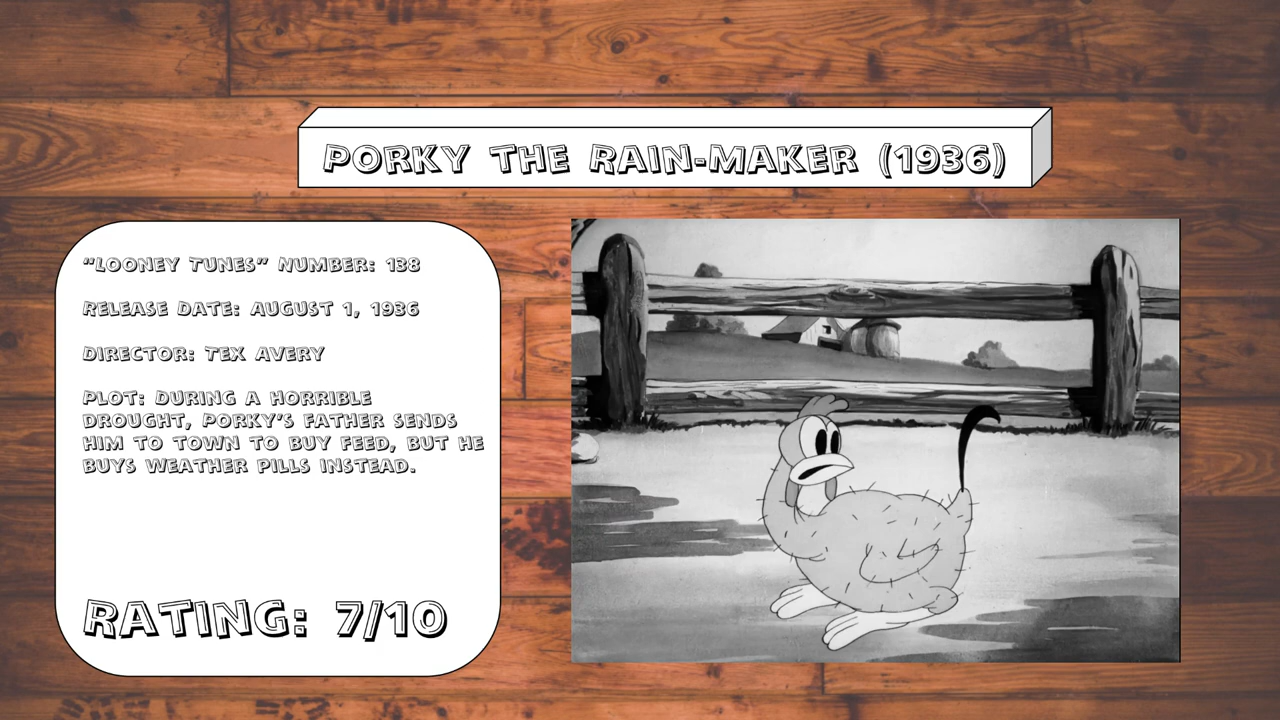 PORKY THE RAIN-MAKER (1936)
"LOONEY TUNES" NUMBER: 138
RELEASE DATE: AUGUST 1, 1936
DIRECTOR: TEX AVERY
PLOT: DURING A HORRIBLE
DROUGHT, PORKY'S FATHER SENDS
HIM TO TOWN TO BUY FEED, BUT HE
BUYS WEATHER PILLS INSTEAD.
RATING: 7/10